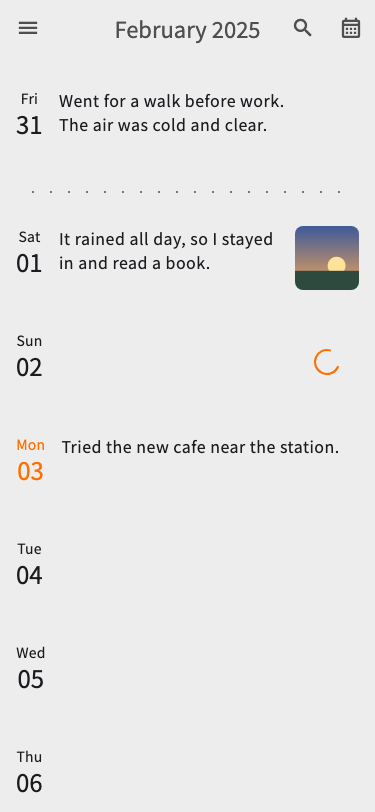 February 2025
Fri
31
Went for a walk before work.
The air was cold and clear.
Sat
01
It rained all day, so I stayed
in and read a book.
Sun
02
Mon
03
Tried the new cafe near the station.
Tue
04
Wed
05
Thu
06